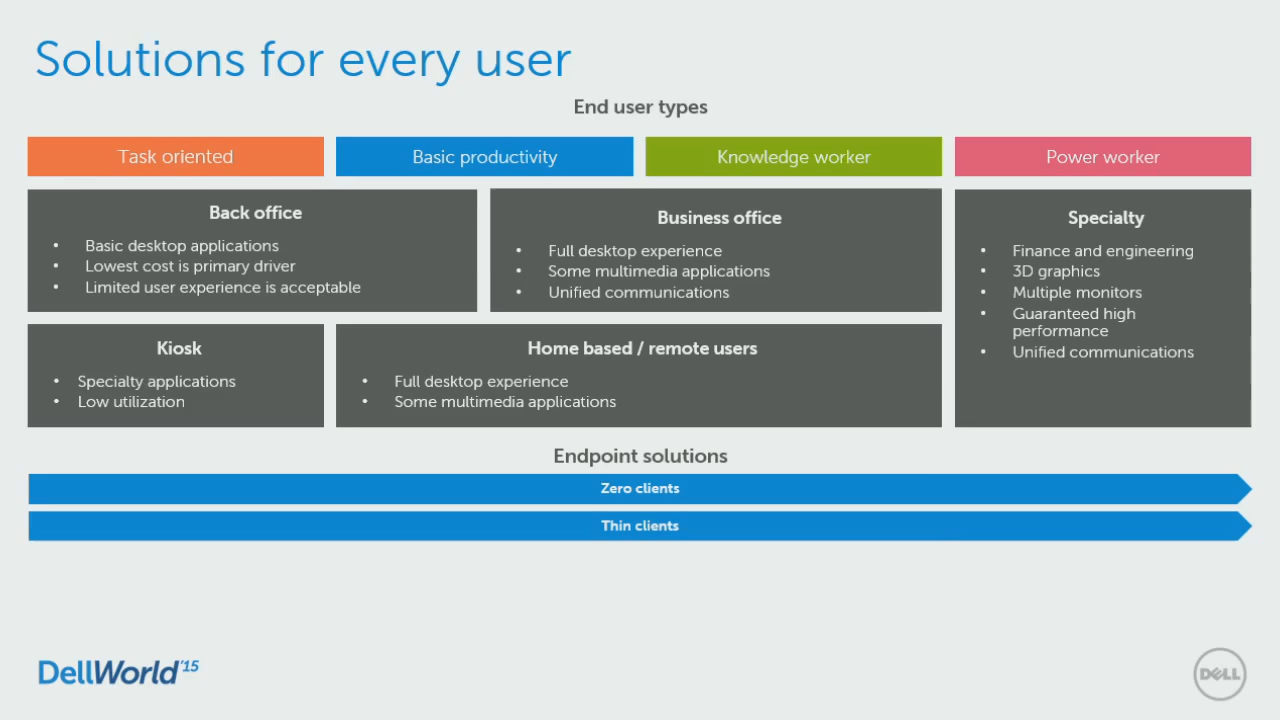 Solutions for every user
End user types
Task oriented
Basic productivity
Knowledge worker
Power worker
Back office
• Basic desktop applications
• Lowest cost is primary driver
• Limited user experience is acceptable
Business office
• Full desktop experience
• Some multimedia applications
• Unified communications
Specialty
• Finance and engineering
• 3D graphics
• Multiple monitors
• Guaranteed high
performance
• Unified communications
Kiosk
• Specialty applications
• Low utilization
Home based / remote users
• Full desktop experience
• Some multimedia applications
Endpoint solutions
Zero clients
Thin clients
DellWorld'15
DELL